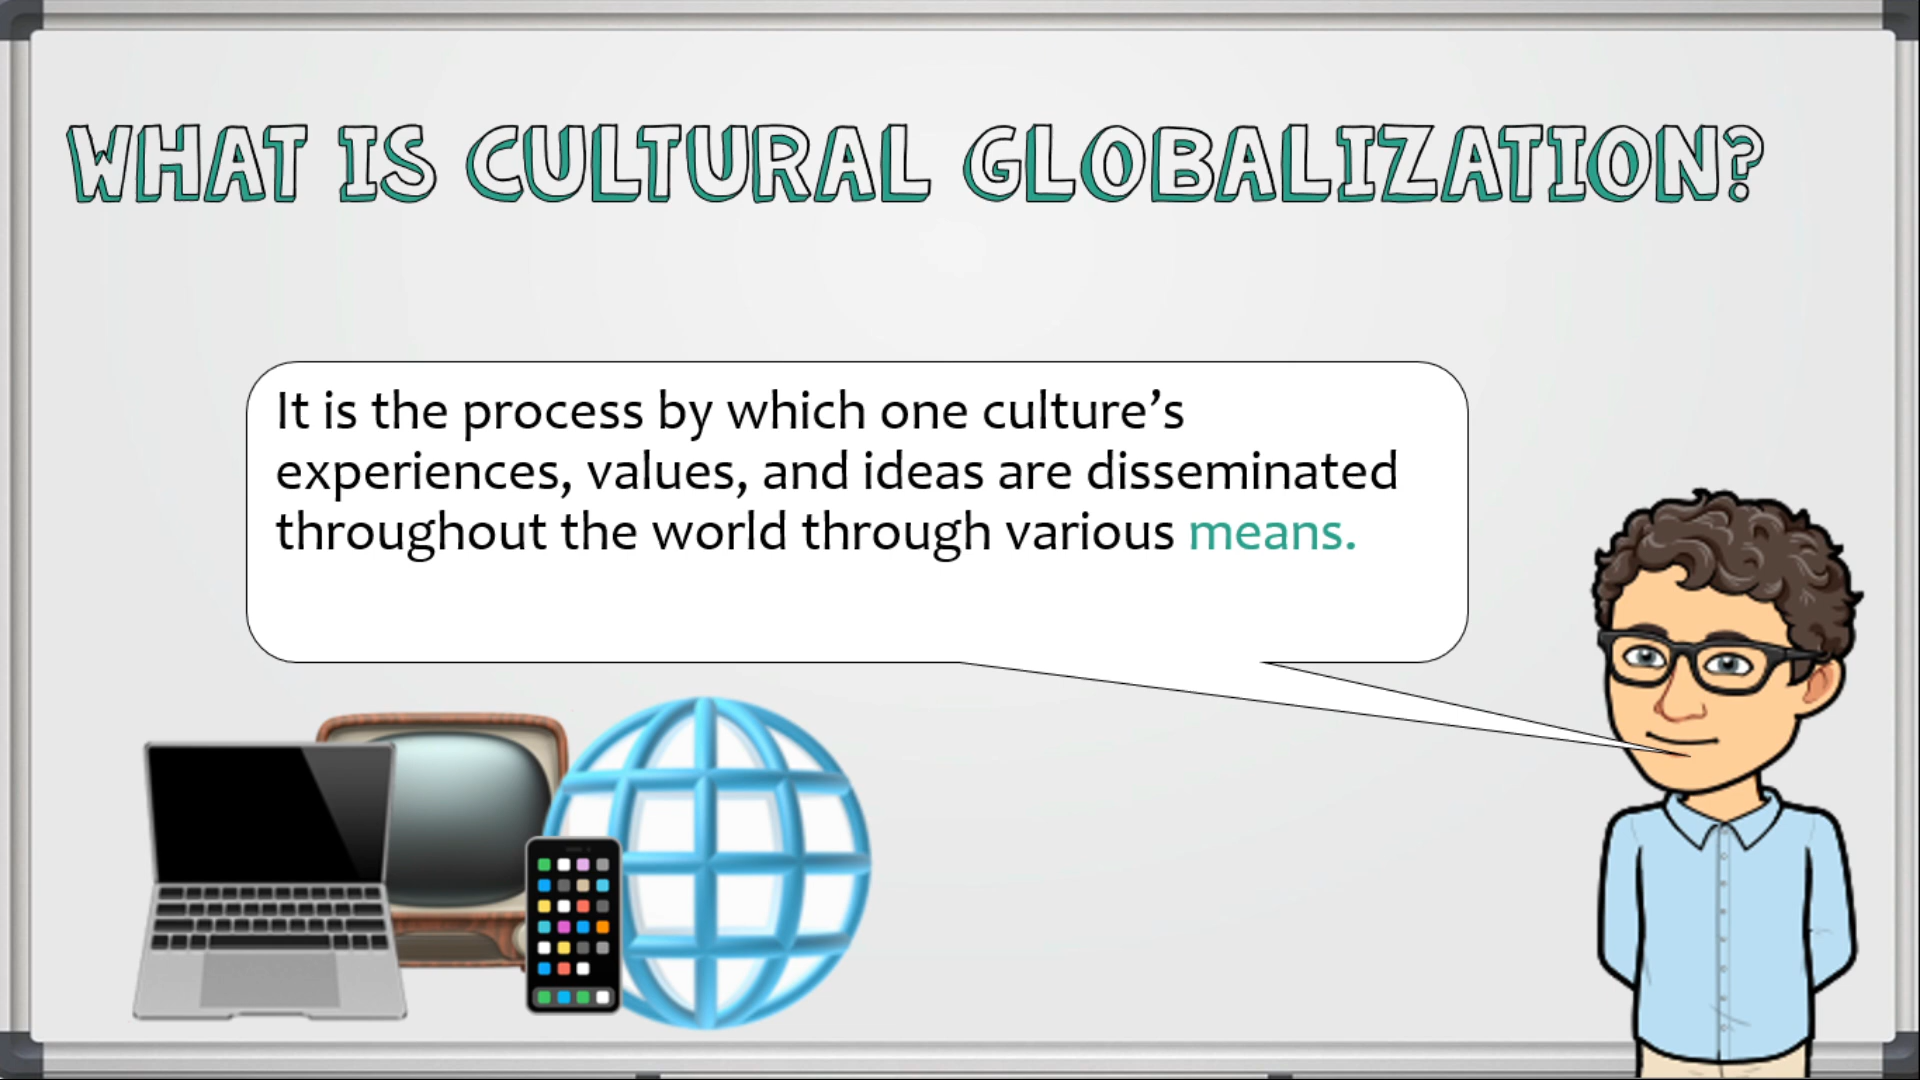 WHAT IS CULTURAL GLOBALIZATION?
It is the process by which one culture’s
experiences, values, and ideas are disseminated
throughout the world through various means.